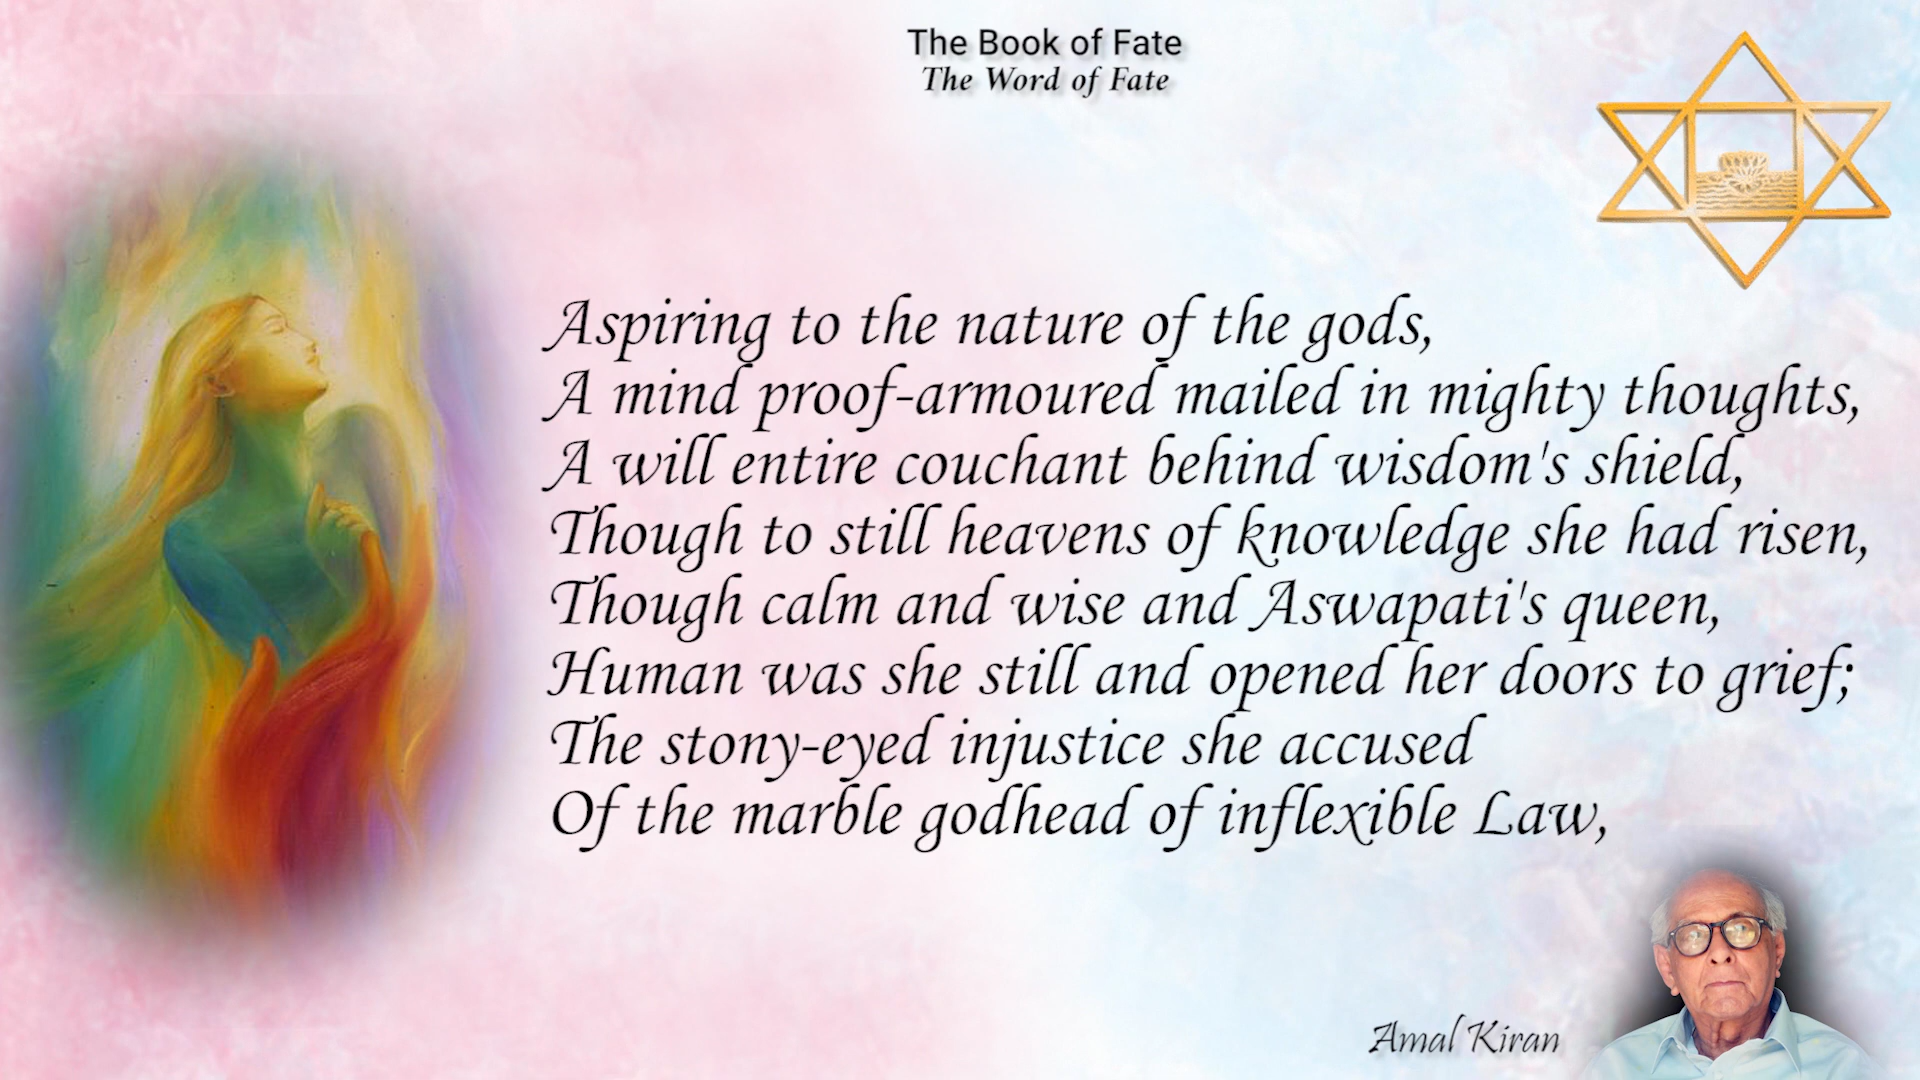 The Book of Fate
The Word of Fate
Aspiring to the nature of the gods,
A mind proof-armoured mailed in mighty thoughts,
A will entire couchant behind wisdom's shield,
Though to still heavens of knowledge she had risen,
Though calm and wise and Aswapati's queen,
Human was she still and opened her doors to grief;
The stony-eyed injustice she accused
Of the marble godhead of inflexible Law,
Amal Kiran